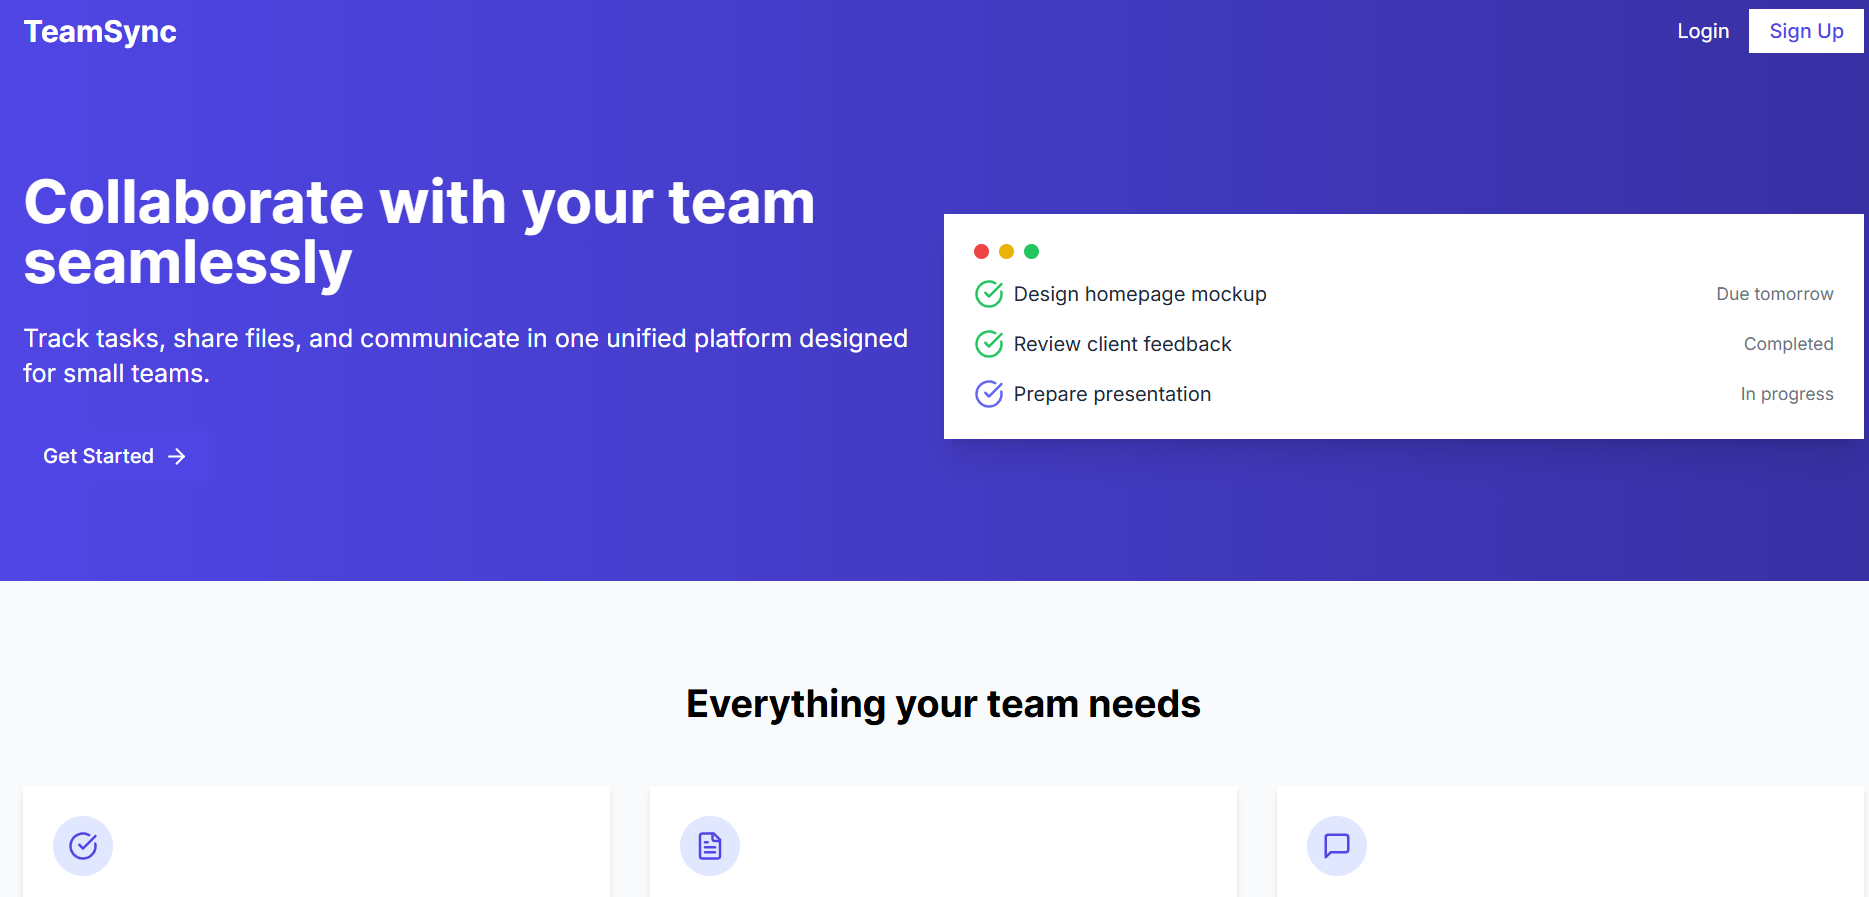 TeamSync
Login
Sign Up
Collaborate with your team
seamlessly
Track tasks, share files, and communicate in one unified platform designed
for small teams.
Get Started
Design homepage mockup
Due tomorrow
Review client feedback
Completed
Prepare presentation
In progress
Everything your team needs